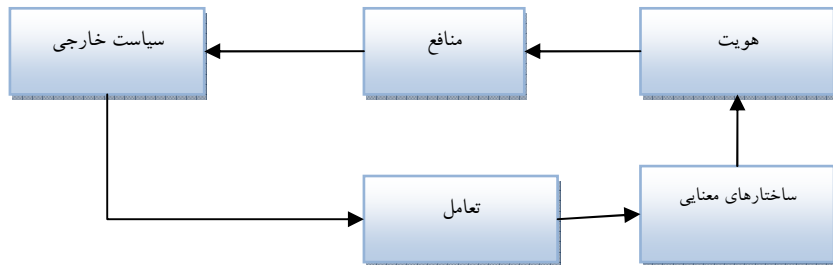 هویت
منافع
سیاست خارجی
ساختارهای معنایی
تعامل